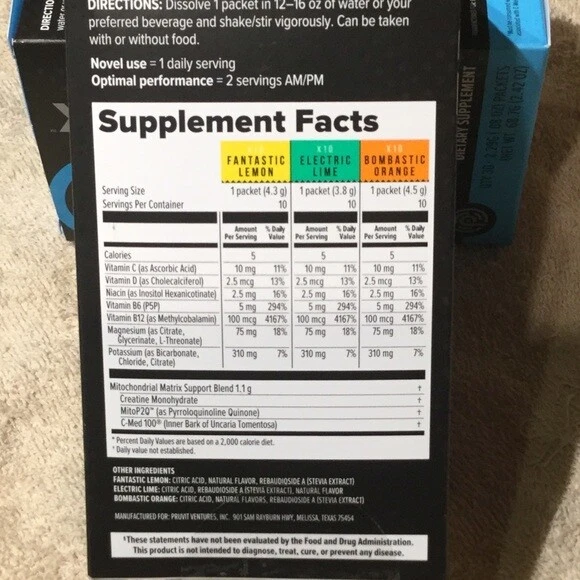 DIRECTIONS: Dissolve 1 packet in 12–16 oz of water or your
preferred beverage and shake/stir vigorously. Can be taken
with or without food.
Novel use = 1 daily serving
Optimal performance = 2 servings AM/PM
Supplement Facts
X10 X10 X10
FANTASTIC LEMON ELECTRIC LIME BOMBASTIC ORANGE
Serving Size 1 packet (4.3 g) 1 packet (3.8 g) 1 packet (4.5 g)
Servings Per Container 10 10 10
Amount Per Serving % Daily Value Amount Per Serving % Daily Value Amount Per Serving % Daily Value
Calories 5 5 5
Vitamin C (as Ascorbic Acid) 10 mg 11% 10 mg 11% 10 mg 11%
Vitamin D (as Cholecalciferol) 2.5 mcg 13% 2.5 mcg 13% 2.5 mcg 13%
Niacin (as Inositol Hexanicotinate) 2.5 mg 16% 2.5 mg 16% 2.5 mg 16%
Vitamin B6 (P5P) 5 mg 294% 5 mg 294% 5 mg 294%
Vitamin B12 (as Methylcobalamin) 100 mcg 4167% 100 mcg 4167% 100 mcg 4167%
Magnesium (as Citrate, 75 mg 18% 75 mg 18% 75 mg 18%
Glycerinate, L-Threonate)
Potassium (as Bicarbonate, 310 mg 7% 310 mg 7% 310 mg 7%
Chloride, Citrate)
Mitochondrial Matrix Support Blend 1.1 g †
Creatine Monohydrate †
MitoPQQ™ (as Pyrroloquinoline Quinone) †
C-Med 100® (Inner Bark of Uncaria Tomentosa) †
* Percent Daily Values are based on a 2,000 calorie diet.
† Daily value not established.
OTHER INGREDIENTS
FANTASTIC LEMON: CITRIC ACID, NATURAL FLAVOR, REBAUDIOSIDE A (STEVIA EXTRACT)
ELECTRIC LIME: CITRIC ACID, REBAUDIOSIDE A (STEVIA EXTRACT), NATURAL FLAVOR
BOMBASTIC ORANGE: CITRIC ACID, NATURAL FLAVORS, REBAUDIOSIDE A (STEVIA EXTRACT)
MANUFACTURED FOR: PRUVIT VENTURES, INC. 901 SAM RAYBURN HWY, MELISSA, TEXAS 75454
‡These statements have not been evaluated by the Food and Drug Administration.
This product is not intended to diagnose, treat, cure, or prevent any disease.
DIETARY SUPPLEMENT